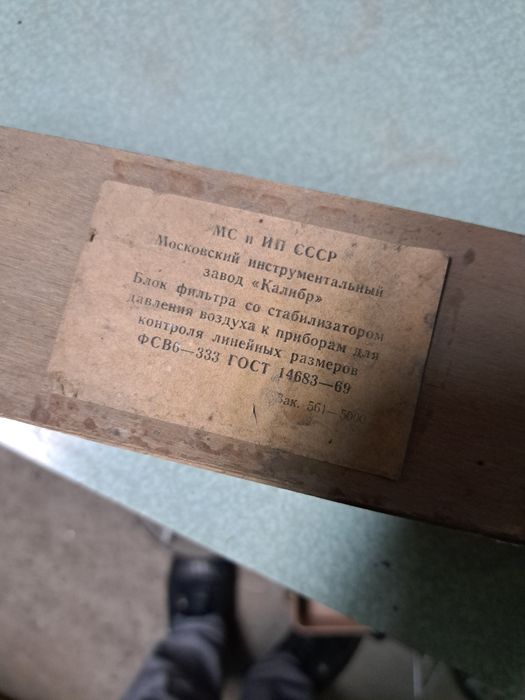 МС и ИП СССР
Московский инструментальный
завод «Калибр»
Блок фильтра со стабилизатором
давления воздуха к приборам для
контроля линейных размеров
ФСВ6—333 ГОСТ 14683—69
Зак. 561—5000